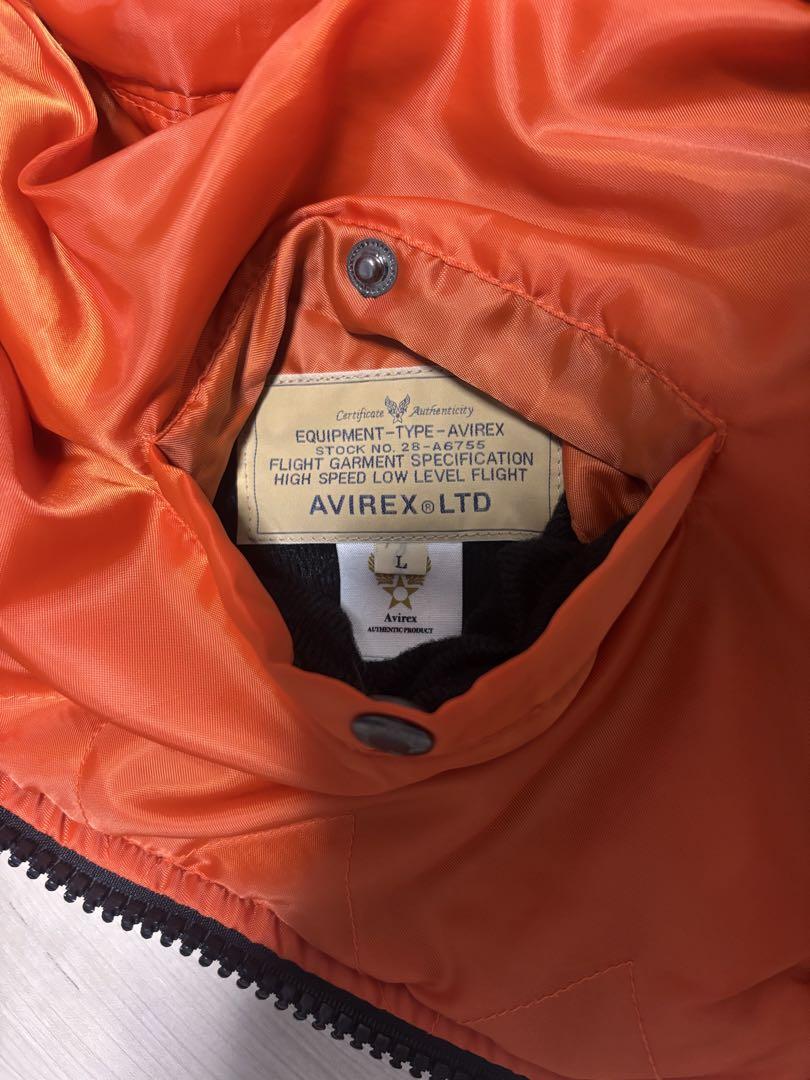 Certificate Authenticity
EQUIPMENT-TYPE-AVIREX
STOCK NO. 28-A6755
FLIGHT GARMENT SPECIFICATION
HIGH SPEED LOW LEVEL FLIGHT
AVIREX® LTD
L
Avirex
AUTHENTIC PRODUCT